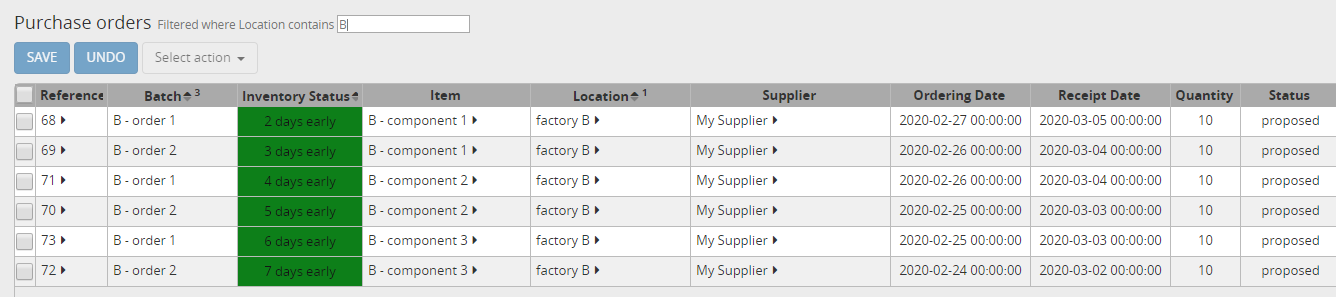 Purchase orders Filtered where Location contains B
SAVE UNDO Select action
Reference Batch 3 Inventory Status Item Location 1 Supplier Ordering Date Receipt Date Quantity Status
68 B - order 1 2 days early B - component 1 factory B My Supplier 2020-02-27 00:00:00 2020-03-05 00:00:00 10 proposed
69 B - order 2 3 days early B - component 1 factory B My Supplier 2020-02-26 00:00:00 2020-03-04 00:00:00 10 proposed
71 B - order 1 4 days early B - component 2 factory B My Supplier 2020-02-26 00:00:00 2020-03-04 00:00:00 10 proposed
70 B - order 2 5 days early B - component 2 factory B My Supplier 2020-02-25 00:00:00 2020-03-03 00:00:00 10 proposed
73 B - order 1 6 days early B - component 3 factory B My Supplier 2020-02-25 00:00:00 2020-03-03 00:00:00 10 proposed
72 B - order 2 7 days early B - component 3 factory B My Supplier 2020-02-24 00:00:00 2020-03-02 00:00:00 10 proposed